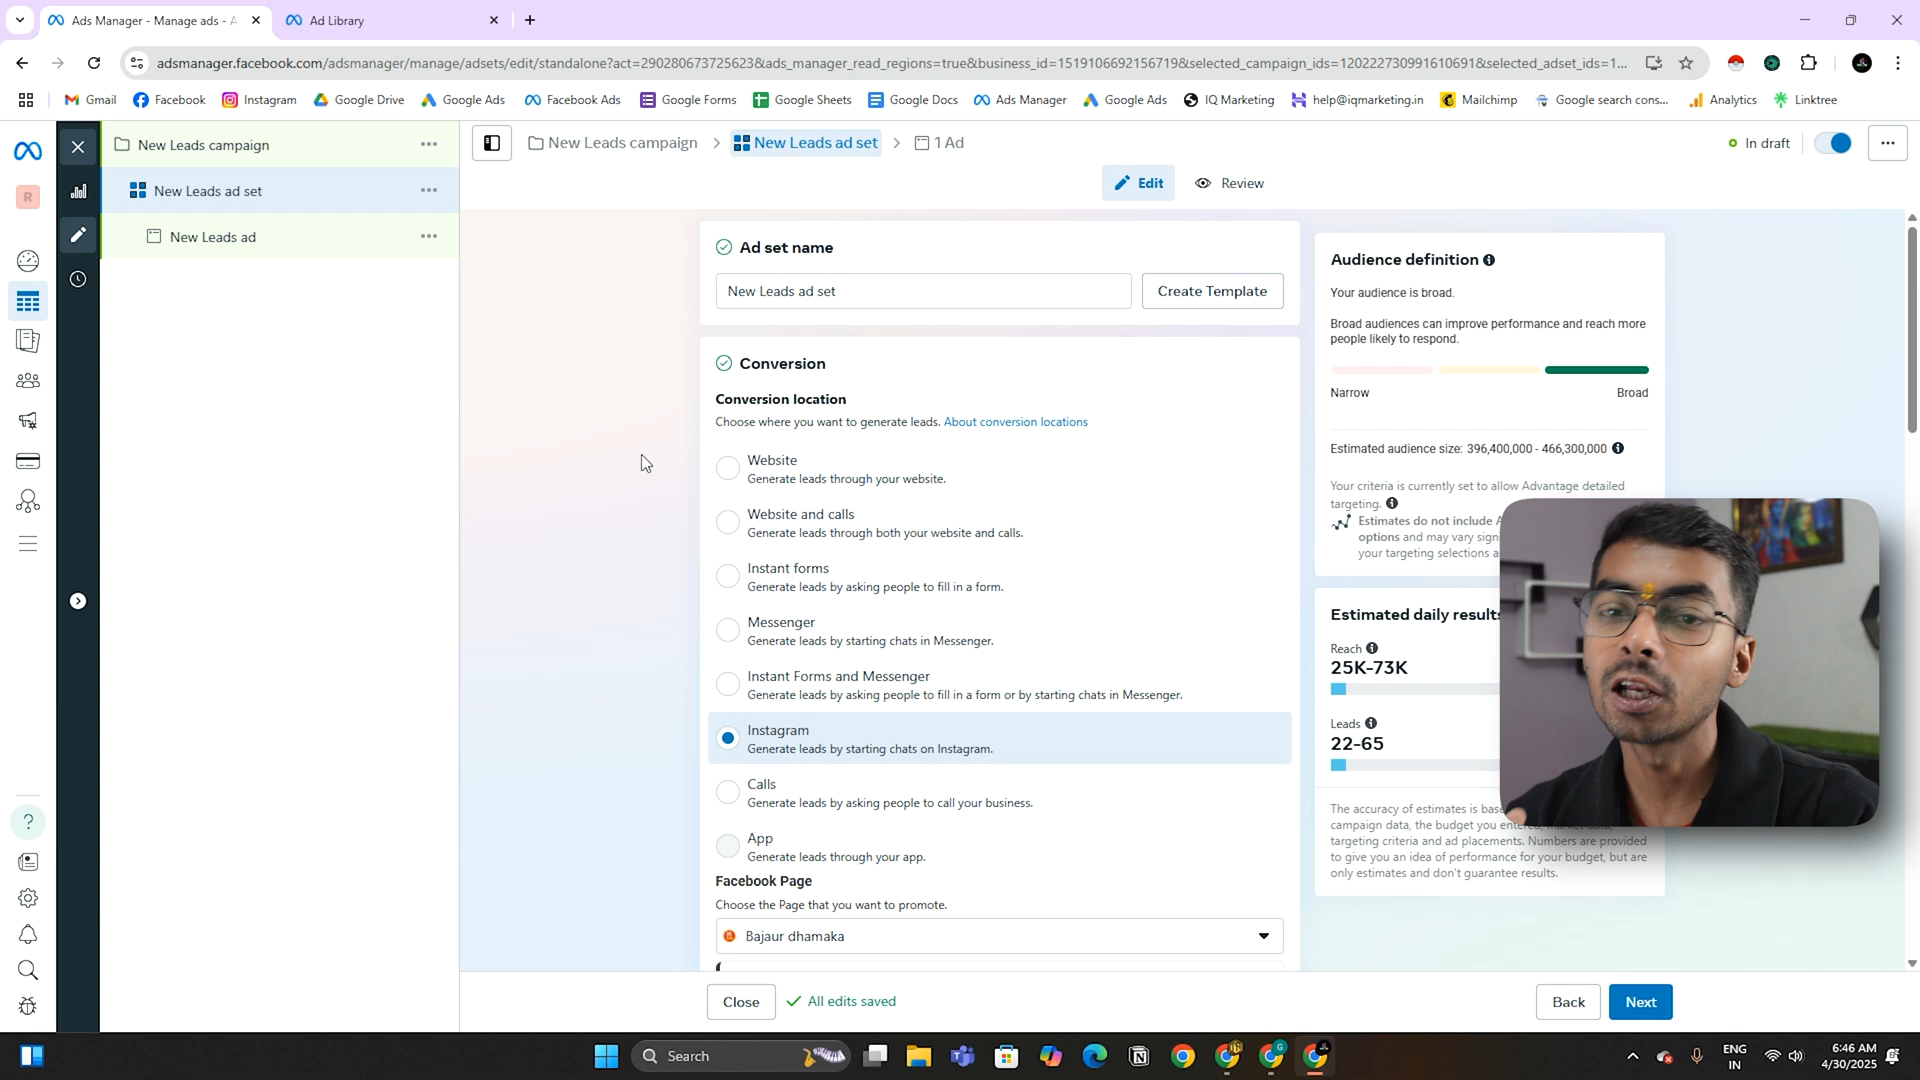 Ads Manager - Manage ads - A
Ad Library
adsmanager.facebook.com/adsmanager/manage/adsets/edit/standalone?act=290280673725623&ads_manager_read_regions=true&business_id=1519106692156719&selected_campaign_ids=120222730991610691&selected_adset_ids=1...
Gmail
Facebook
Instagram
Google Drive
Google Ads
Facebook Ads
Google Forms
Google Sheets
Google Docs
Ads Manager
Google Ads
IQ Marketing
help@iqmarketing.in
Mailchimp
Google search cons...
Analytics
Linktree
R
New Leads campaign
New Leads ad set
New Leads ad
New Leads campaign
New Leads ad set
1 Ad
In draft
Edit
Review
Ad set name
New Leads ad set
Create Template
Conversion
Conversion location
Choose where you want to generate leads. About conversion locations
Website
Generate leads through your website.
Website and calls
Generate leads through both your website and calls.
Instant forms
Generate leads by asking people to fill in a form.
Messenger
Generate leads by starting chats in Messenger.
Instant Forms and Messenger
Generate leads by asking people to fill in a form or by starting chats in Messenger.
Instagram
Generate leads by starting chats on Instagram.
Calls
Generate leads by asking people to call your business.
App
Generate leads through your app.
Facebook Page
Choose the Page that you want to promote.
Bajaur dhamaka
Audience definition
Your audience is broad.
Broad audiences can improve performance and reach more
people likely to respond.
Narrow
Broad
Estimated audience size: 396,400,000 - 466,300,000
Your criteria is currently set to allow Advantage detailed
targeting.
Estimates do not include A
options and may vary sign
your targeting selections a
Estimated daily results
Reach
25K-73K
Leads
22-65
The accuracy of estimates is base
campaign data, the budget you entered, market data,
targeting criteria and ad placements. Numbers are provided
to give you an idea of performance for your budget, but are
only estimates and don't guarantee results.
Close
All edits saved
Back
Next
Search
ENG
IN
6:46 AM
4/30/2025